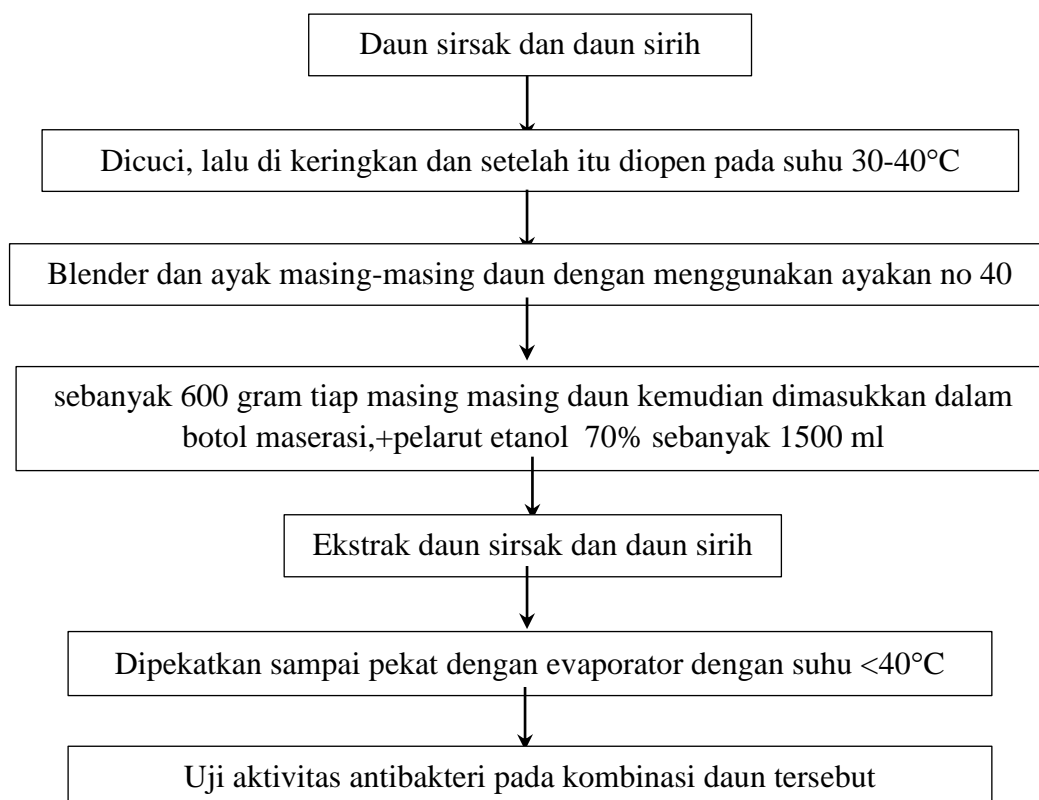 Daun sirsak dan daun sirih
Dicuci, lalu di keringkan dan setelah itu diopen pada suhu 30-40°C
Blender dan ayak masing-masing daun dengan menggunakan ayakan no 40
sebanyak 600 gram tiap masing masing daun kemudian dimasukkan dalam
botol maserasi,+pelarut etanol 70% sebanyak 1500 ml
Ekstrak daun sirsak dan daun sirih
Dipekatkan sampai pekat dengan evaporator dengan suhu <40°C
Uji aktivitas antibakteri pada kombinasi daun tersebut